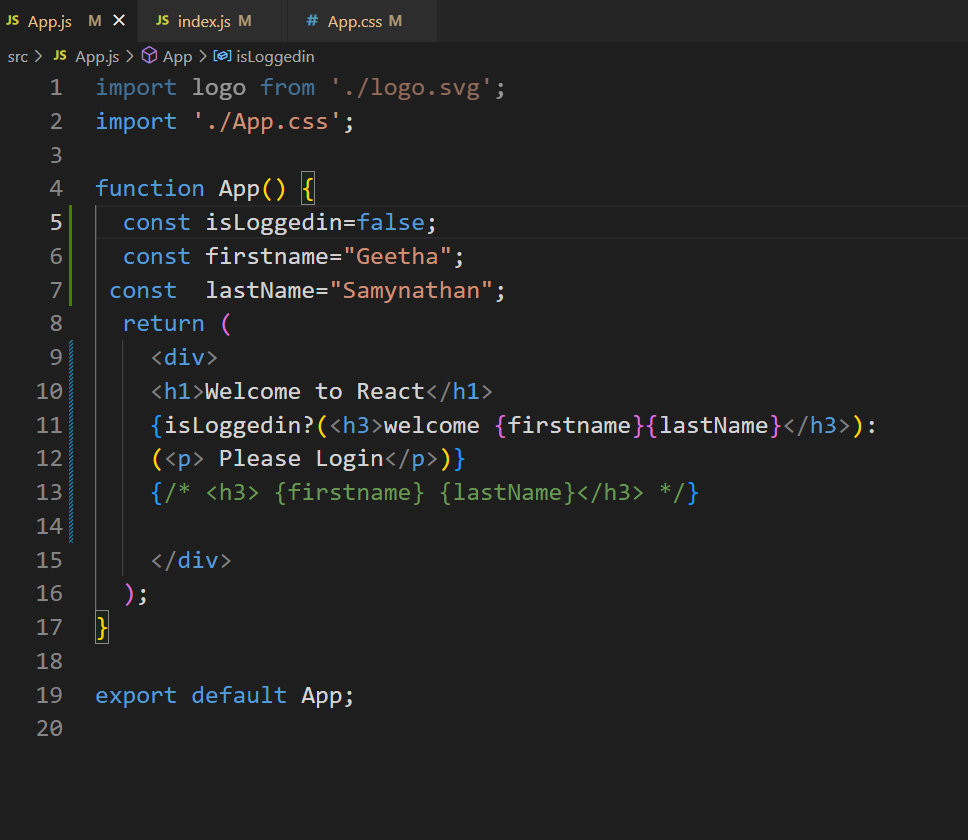 JS App.js M × JS index.js M # App.css M
src > JS App.js > App > isLoggedin
1 import logo from './logo.svg';
2 import './App.css';
3
4 function App() {
5 const isLoggedin=false;
6 const firstname="Geetha";
7 const  lastName="Samynathan";
8 return (
9 <div>
10 <h1>Welcome to React</h1>
11 {isLoggedin?(<h3>welcome {firstname}{lastName}</h3>):
12 (<p> Please Login</p>)}
13 {/* <h3> {firstname} {lastName}</h3> */}
14
15 </div>
16 );
17 }
18
19 export default App;
20